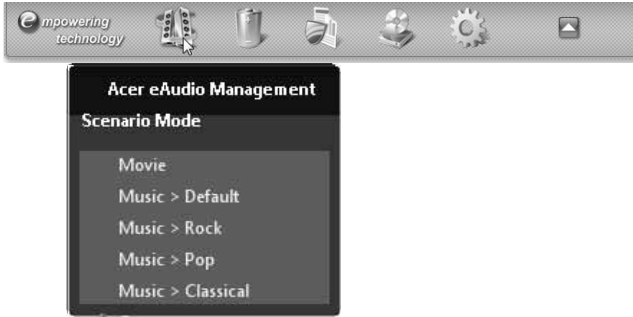 empowering
technology
Acer eAudio Management
Scenario Mode
Movie
Music > Default
Music > Rock
Music > Pop
Music > Classical